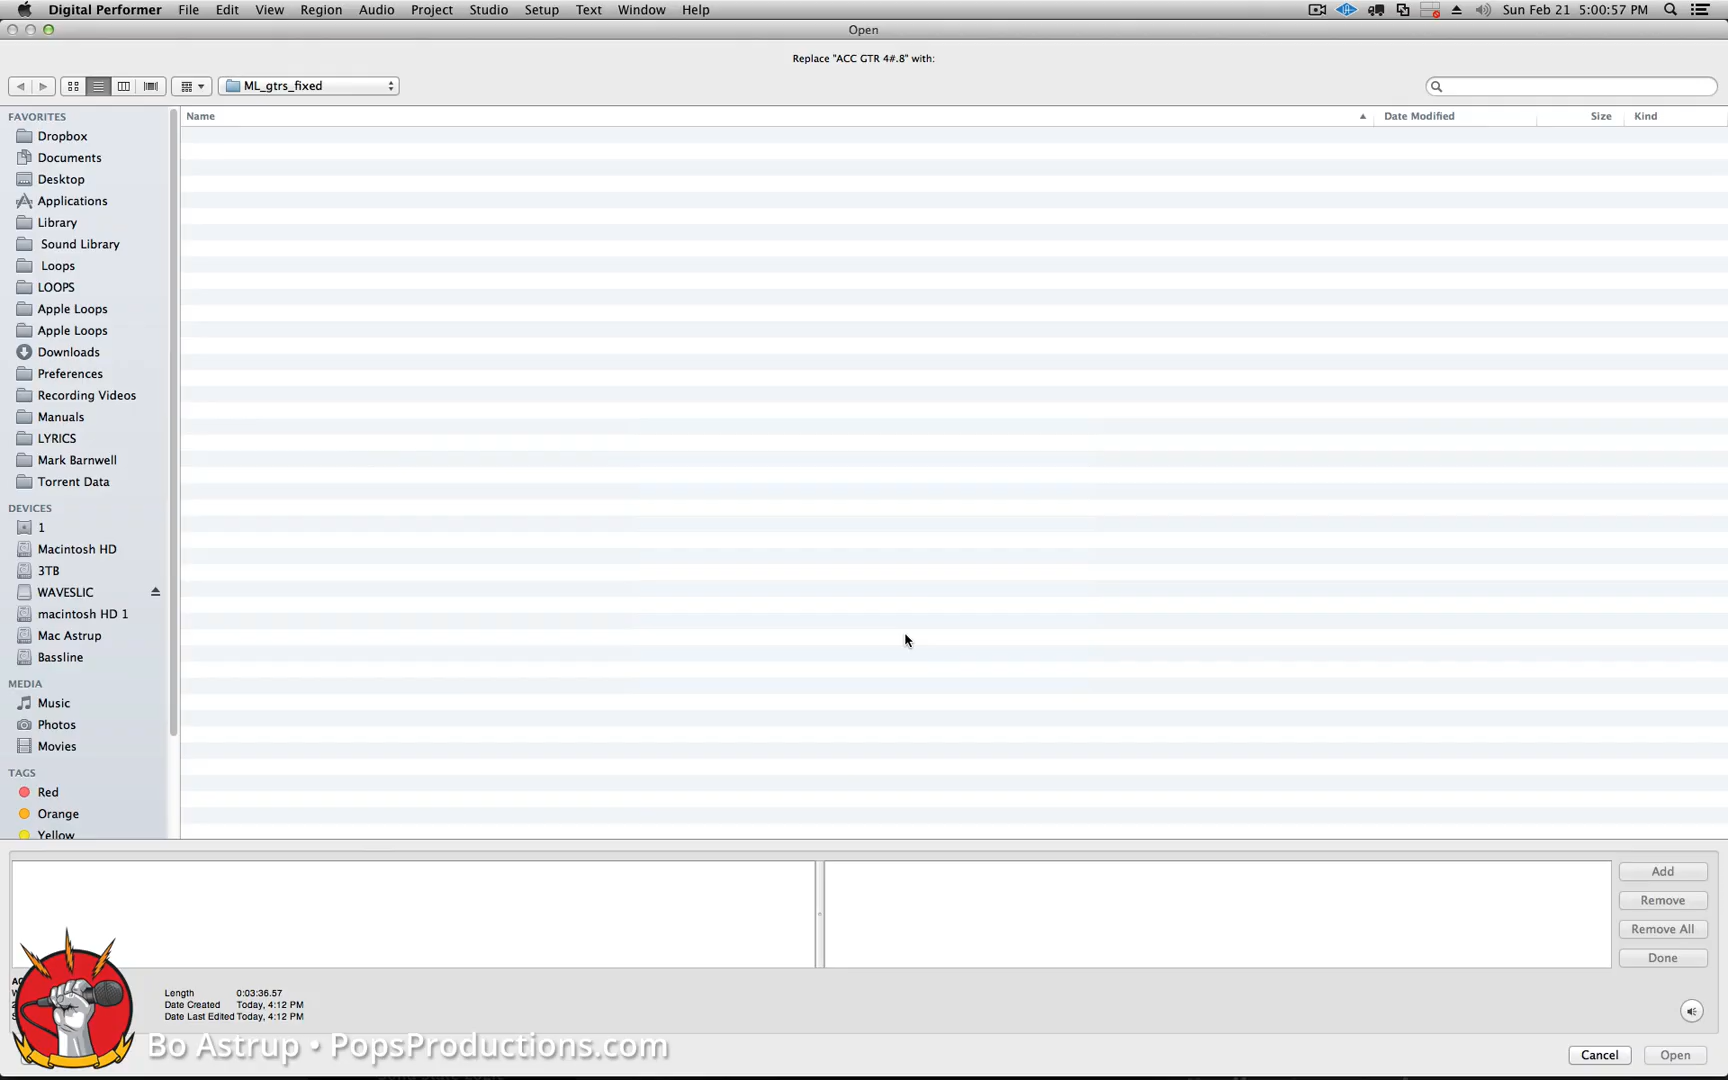 Digital Performer File Edit View Region Audio Project Studio Setup Text Window Help Sun Feb 21 5:00:57 PM
Open
Replace "ACC GTR 4#.8" with:
ML_gtrs_fixed
Name Date Modified Size Kind
FAVORITES
Dropbox
Documents
Desktop
Applications
Library
Sound Library
Loops
LOOPS
Apple Loops
Apple Loops
Downloads
Preferences
Recording Videos
Manuals
LYRICS
Mark Barnwell
Torrent Data
DEVICES
1
Macintosh HD
3TB
WAVESLIC
macintosh HD 1
Mac Astrup
Bassline
MEDIA
Music
Photos
Movies
TAGS
Red
Orange
Yellow
Add
Remove
Remove All
Done
Length 0:03:36.57
Date Created Today, 4:12 PM
Date Last Edited Today, 4:12 PM
Bo Astrup • PopsProductions.com
Cancel Open